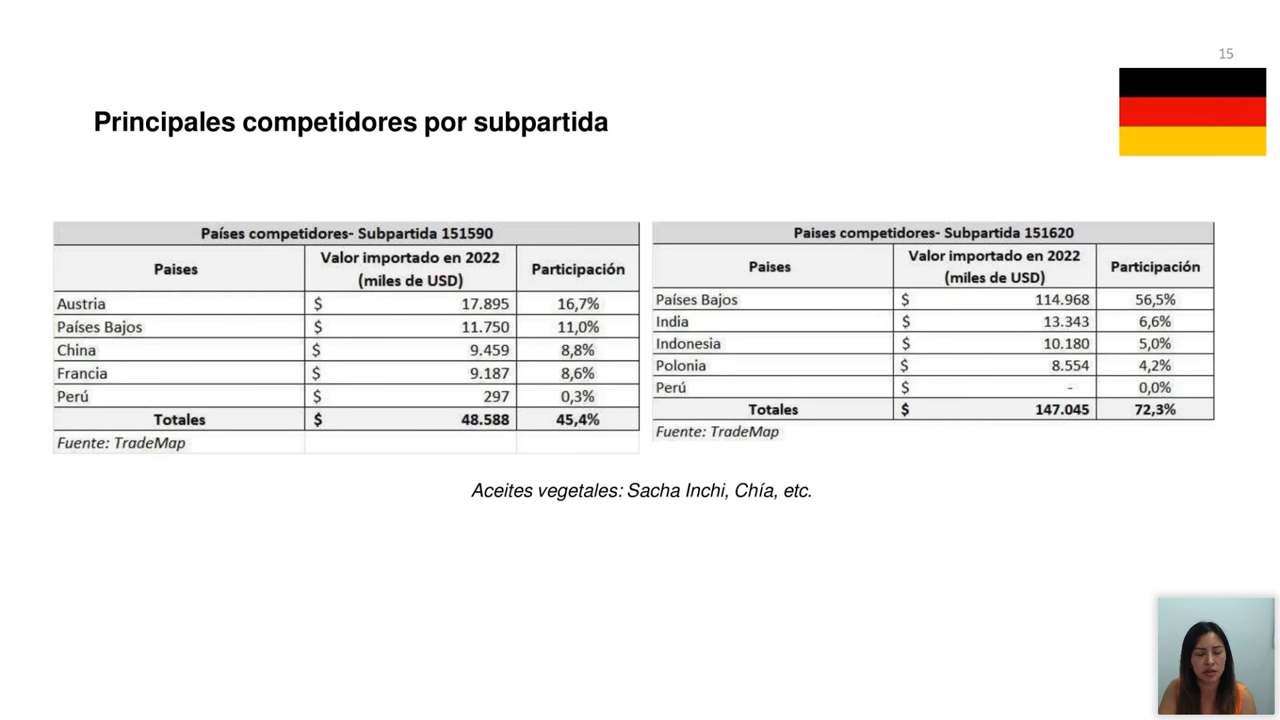 15
Principales competidores por subpartida
Países competidores- Subpartida 151590
Paises Valor importado en 2022 (miles de USD) Participación
Austria $ 17.895 16,7%
Países Bajos $ 11.750 11,0%
China $ 9.459 8,8%
Francia $ 9.187 8,6%
Perú $ 297 0,3%
Totales $ 48.588 45,4%
Fuente: TradeMap
Paises competidores- Subpartida 151620
Paises Valor importado en 2022 (miles de USD) Participación
Países Bajos $ 114.968 56,5%
India $ 13.343 6,6%
Indonesia $ 10.180 5,0%
Polonia $ 8.554 4,2%
Perú $ - 0,0%
Totales $ 147.045 72,3%
Fuente: TradeMap
Aceites vegetales: Sacha Inchi, Chía, etc.